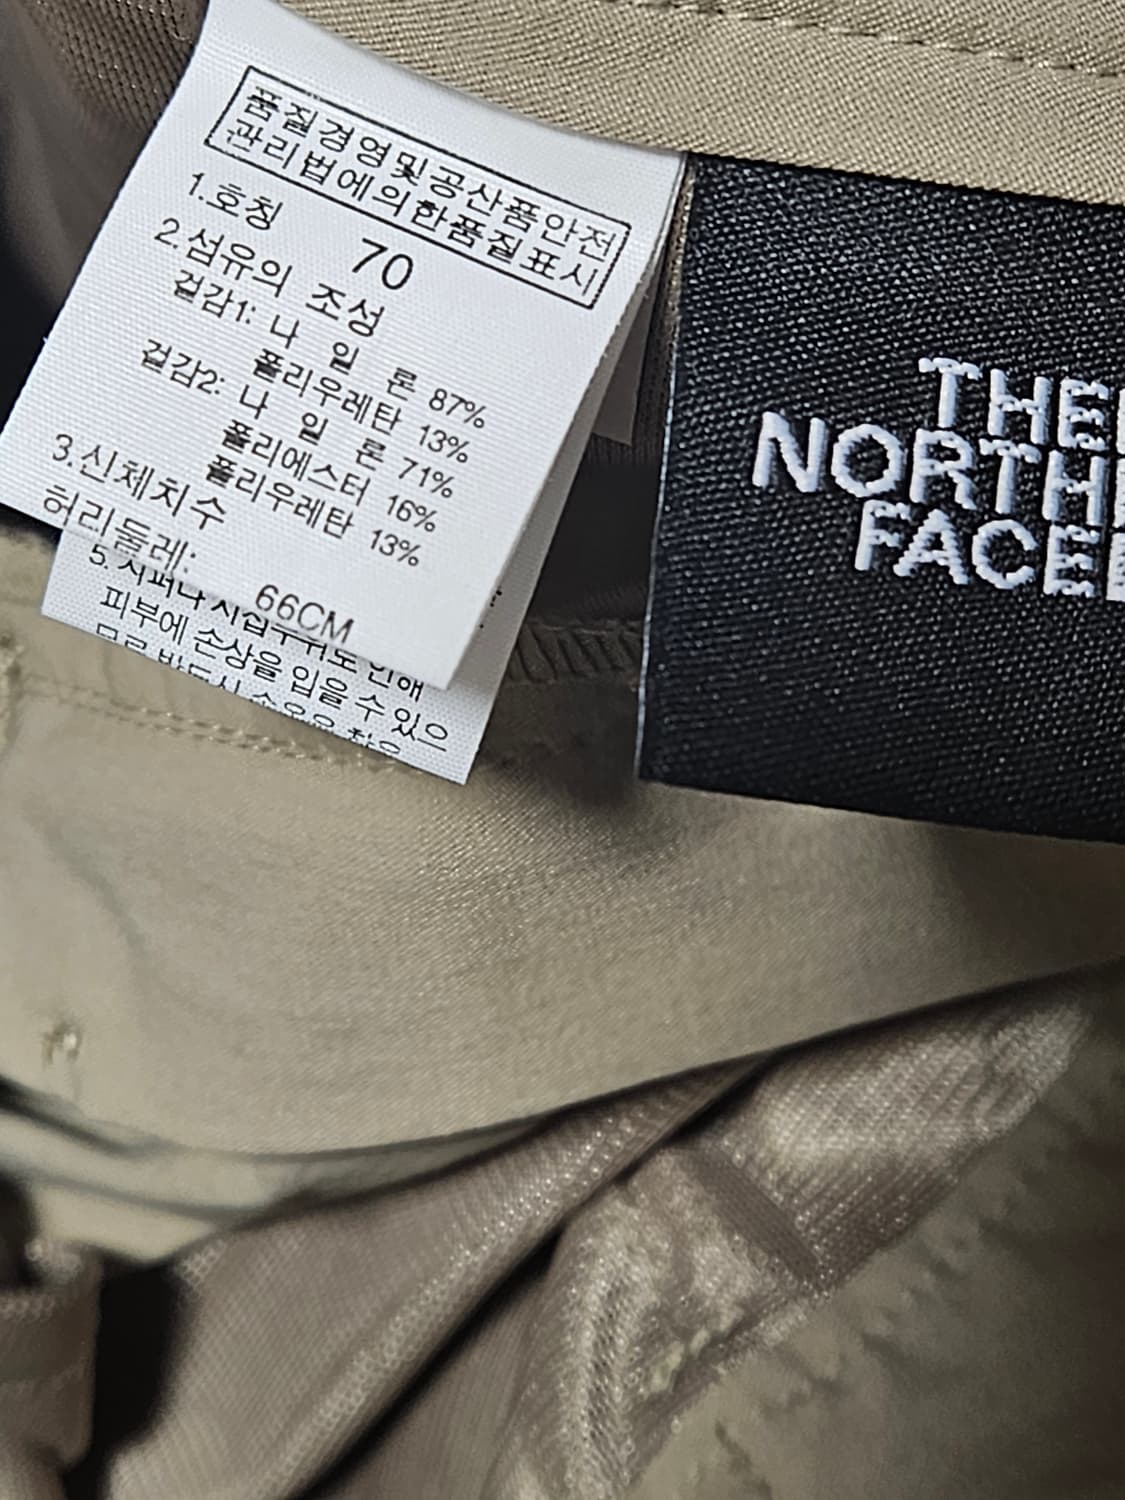 품질경영및공산품안전
관리법에의한품질표시
1.호칭 70
2.섬유의 조성
겉감1: 나 일 론 87%
폴리우레탄 13%
겉감2: 나 일 론 71%
폴리에스터 16%
폴리우레탄 13%
3.신체치수
허리둘레: 66CM
피부에 손상을 입을 수 있으
THE
NORTH
FACE